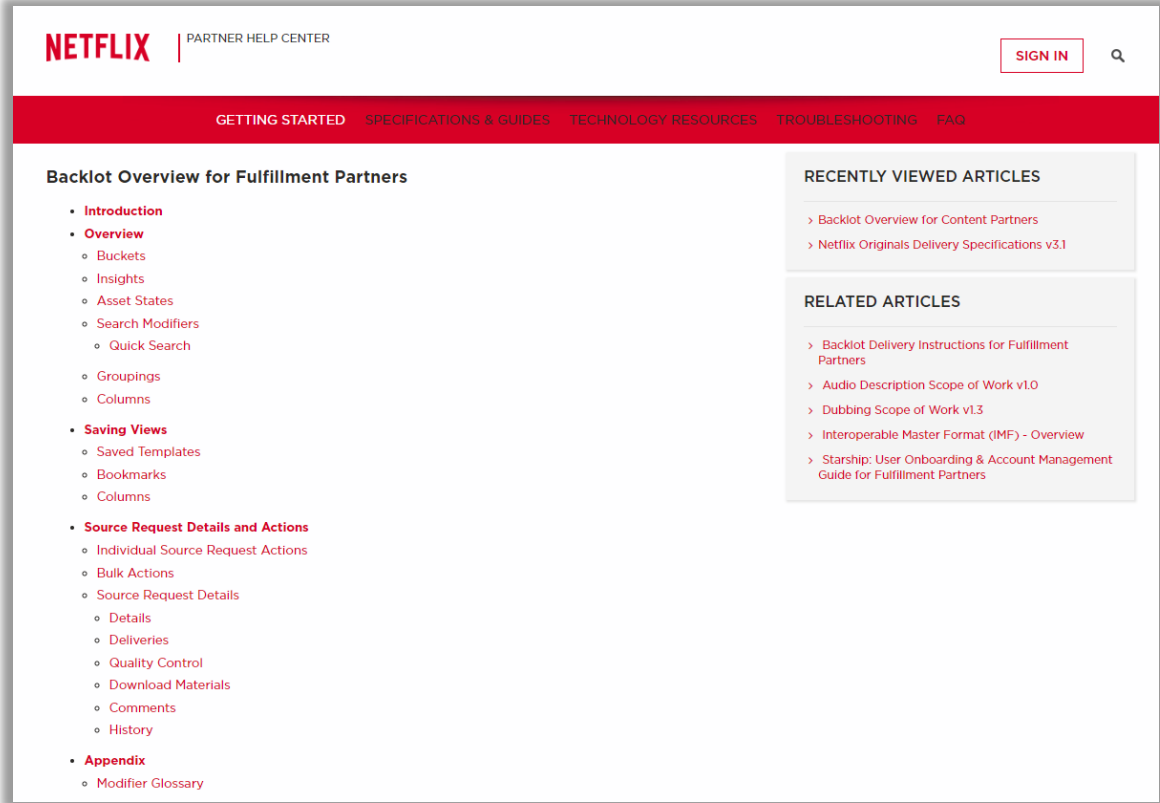 NETFLIX
PARTNER HELP CENTER
SIGN IN
GETTING STARTED SPECIFICATIONS & GUIDES TECHNOLOGY RESOURCES TROUBLESHOOTING FAQ
Backlot Overview for Fulfillment Partners
Introduction
Overview
Buckets
Insights
Asset States
Search Modifiers
Quick Search
Groupings
Columns
Saving Views
Saved Templates
Bookmarks
Columns
Source Request Details and Actions
Individual Source Request Actions
Bulk Actions
Source Request Details
Details
Deliveries
Quality Control
Download Materials
Comments
History
Appendix
Modifier Glossary
RECENTLY VIEWED ARTICLES
> Backlot Overview for Content Partners
> Netflix Originals Delivery Specifications v3.1
RELATED ARTICLES
> Backlot Delivery Instructions for Fulfillment
Partners
> Audio Description Scope of Work v1.0
> Dubbing Scope of Work v1.3
> Interoperable Master Format (IMF) - Overview
> Starship: User Onboarding & Account Management
Guide for Fulfillment Partners